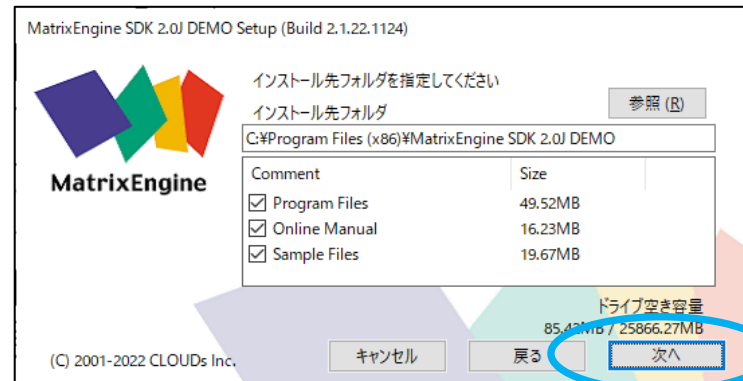 MatrixEngine SDK 2.0J DEMO Setup (Build 2.1.22.1124)
インストール先フォルダを指定してください
インストール先フォルダ
参照 (R)
C:¥Program Files (x86)¥MatrixEngine SDK 2.0J DEMO
MatrixEngine
Comment Size
Program Files 49.52MB
Online Manual 16.23MB
Sample Files 19.67MB
ドライブ空き容量
85.42MB / 25866.27MB
(C) 2001-2022 CLOUDs Inc.
キャンセル 戻る 次へ